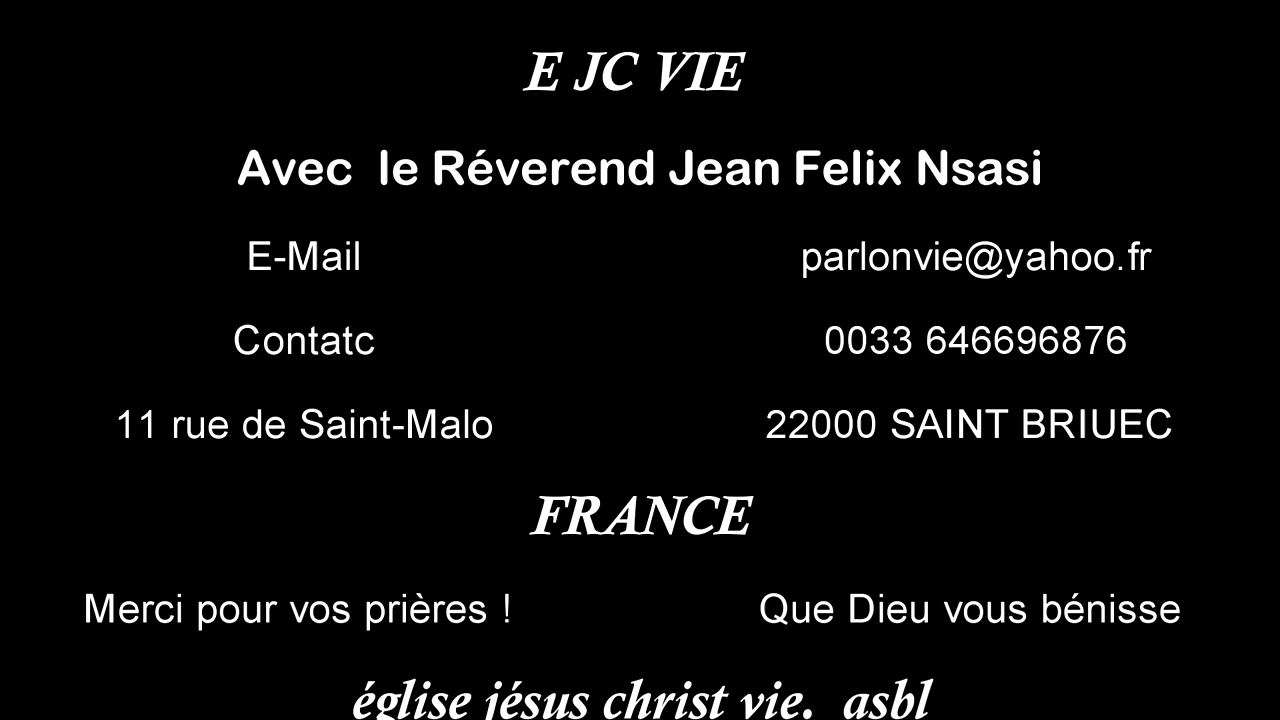 E JC VIE
Avec le Réverend Jean Felix Nsasi
E-Mail parlonvie@yahoo.fr
Contatc 0033 646696876
11 rue de Saint-Malo 22000 SAINT BRIUEC
FRANCE
Merci pour vos prières ! Que Dieu vous bénisse
église jésus christ vie. asbl